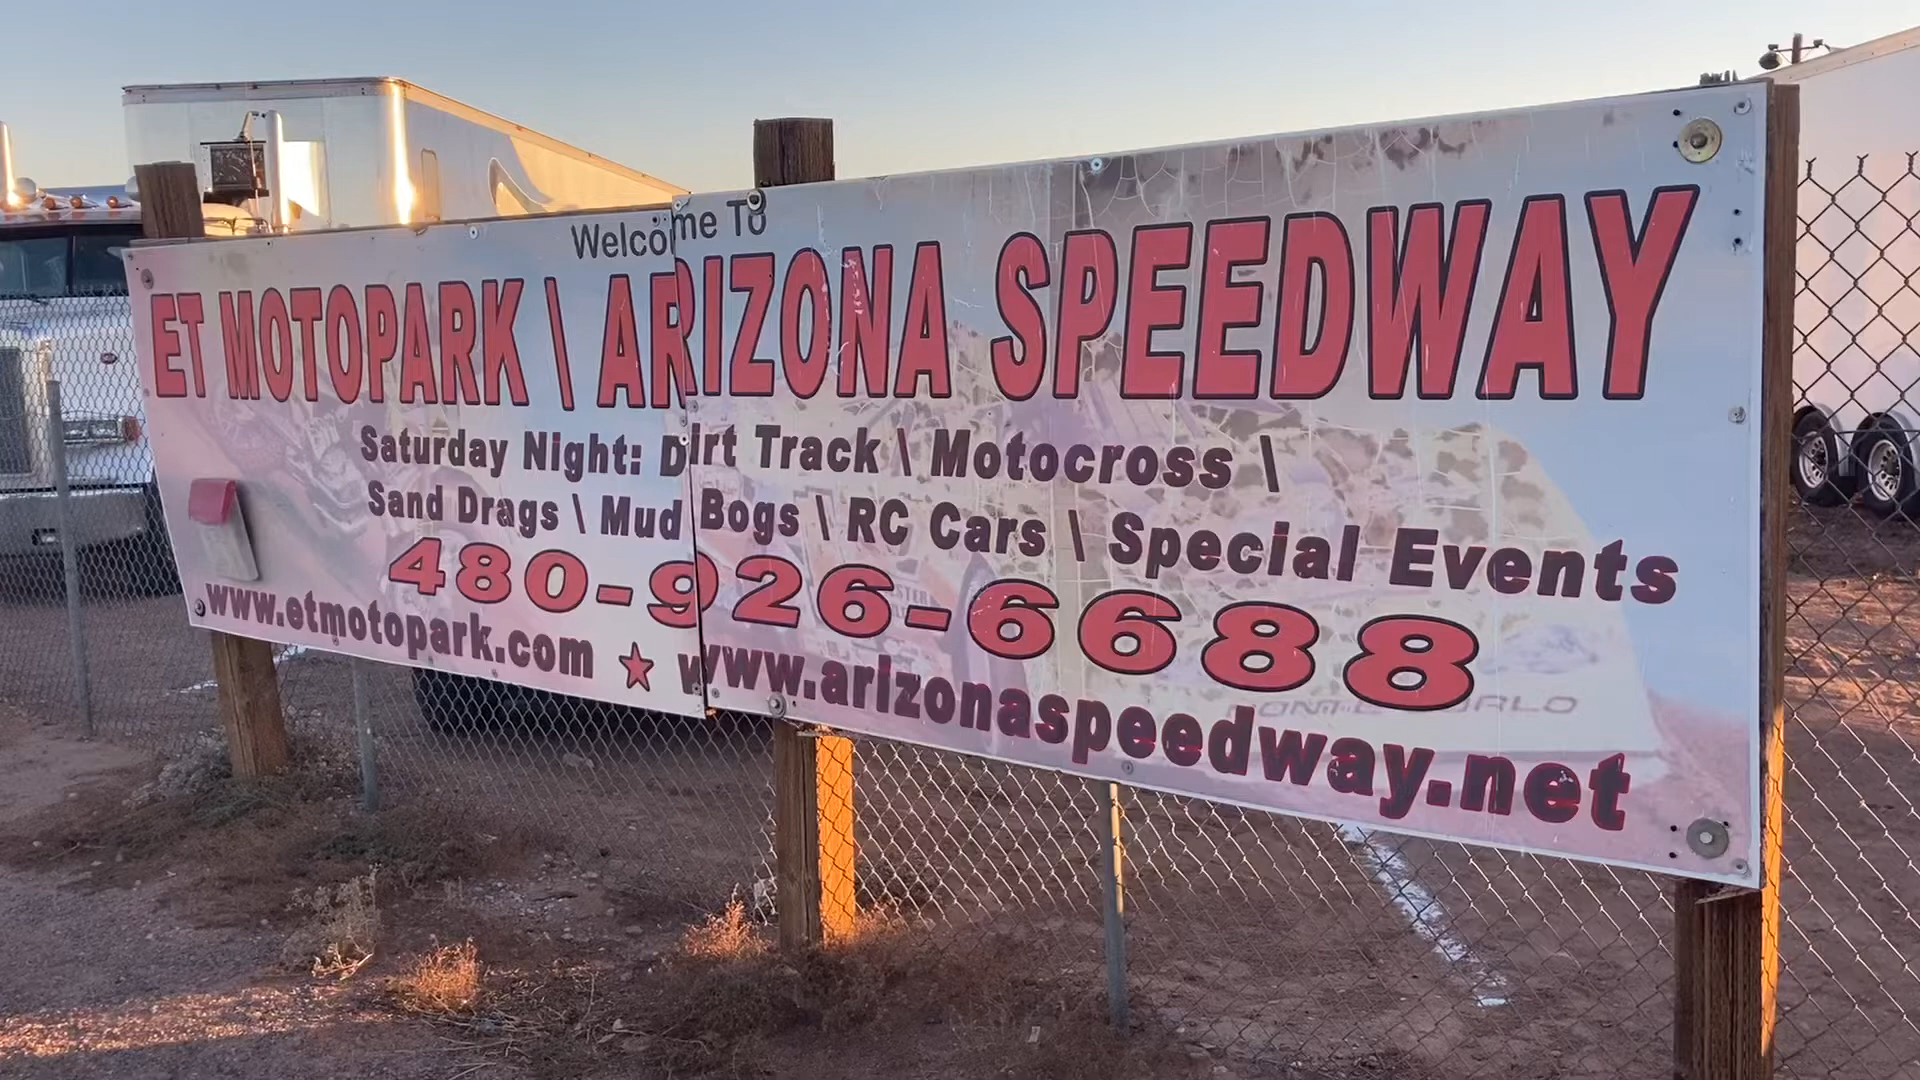 Welcome To
ET MOTOPARK \ ARIZONA SPEEDWAY
Saturday Night: Dirt Track \ Motocross \
Sand Drags \ Mud Bogs \ RC Cars \ Special Events
480-926-6688
www.etmotopark.com ★ www.arizonaspeedway.net